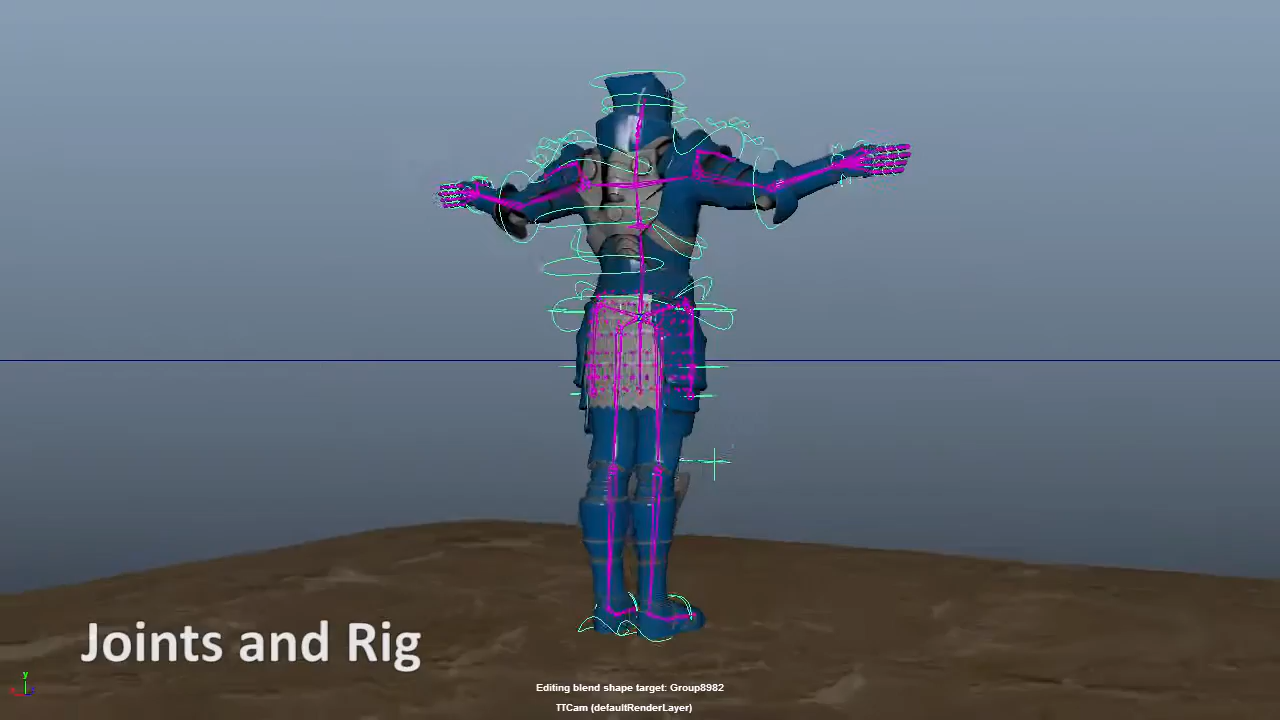 Joints and Rig
Editing blend shape target: Group8982
TTCam (defaultRenderLayer)
y